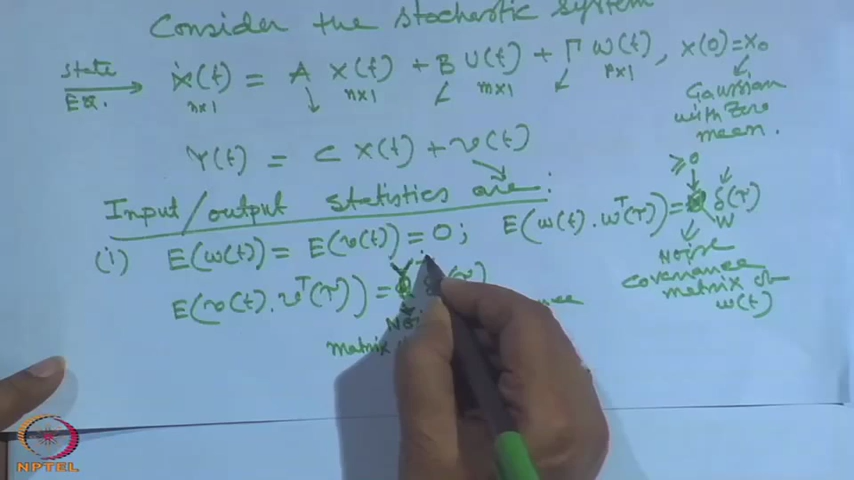 Consider the stochastic system
State Eq. ẋ(t) = A x(t) + B U(t) + Γ w(t), x(0)=x₀
n×1 n×1 m×1 p×1
Gaussian with zero mean.
Y(t) = C x(t) + v(t)
Input/output statistics are:
(i) E(w(t)) = E(v(t)) = 0; E(w(t). wᵀ(τ)) = δ(τ)
≥0
W
Noise covariance matrix of w(t)
E(v(t). vᵀ(τ)) =
V
matrix
NPTEL